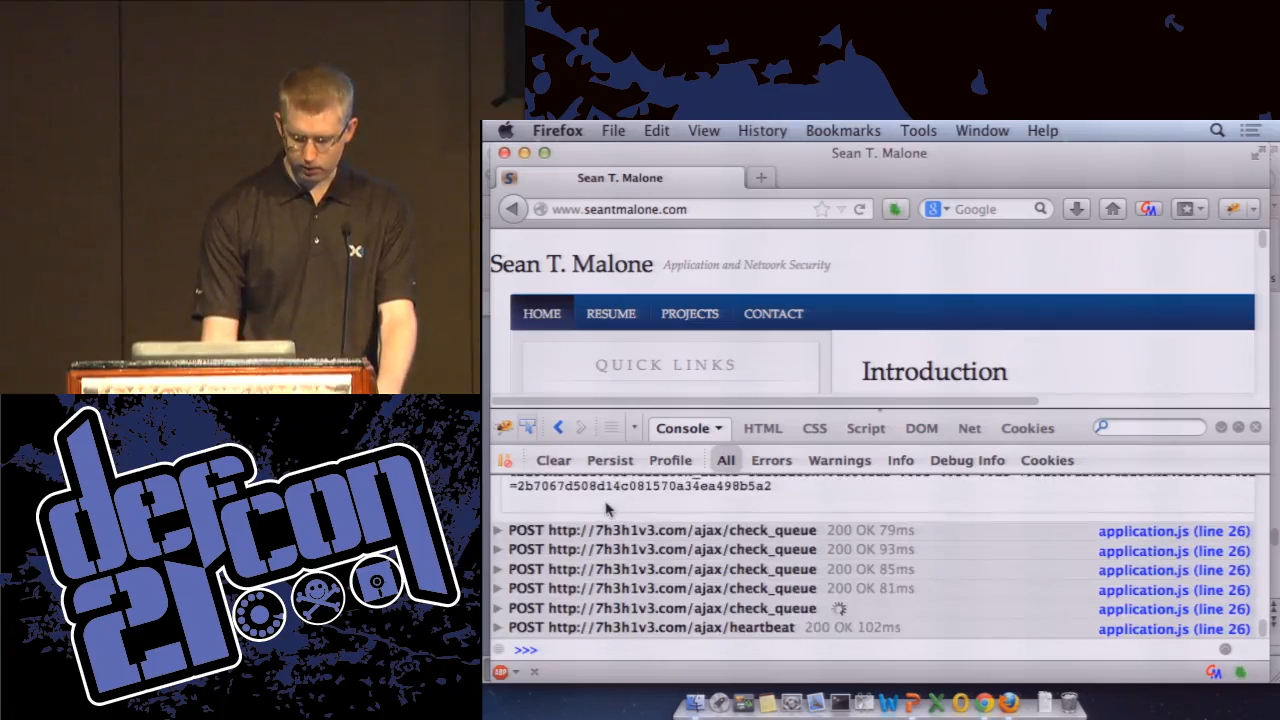 Firefox File Edit View History Bookmarks Tools Window Help
Sean T. Malone
Sean T. Malone
www.seantmalone.com
Google
Sean T. Malone Application and Network Security
HOME RESUME PROJECTS CONTACT
QUICK LINKS
Introduction
Console HTML CSS Script DOM Net Cookies
Clear Persist Profile All Errors Warnings Info Debug Info Cookies
=2b7067d508d14c081570a34ea498b5a2
POST http://7h3h1v3.com/ajax/check_queue 200 OK 79ms application.js (line 26)
POST http://7h3h1v3.com/ajax/check_queue 200 OK 93ms application.js (line 26)
POST http://7h3h1v3.com/ajax/check_queue 200 OK 85ms application.js (line 26)
POST http://7h3h1v3.com/ajax/check_queue 200 OK 81ms application.js (line 26)
POST http://7h3h1v3.com/ajax/check_queue application.js (line 26)
POST http://7h3h1v3.com/ajax/heartbeat 200 OK 102ms application.js (line 26)
>>>
ABP
defcon
21